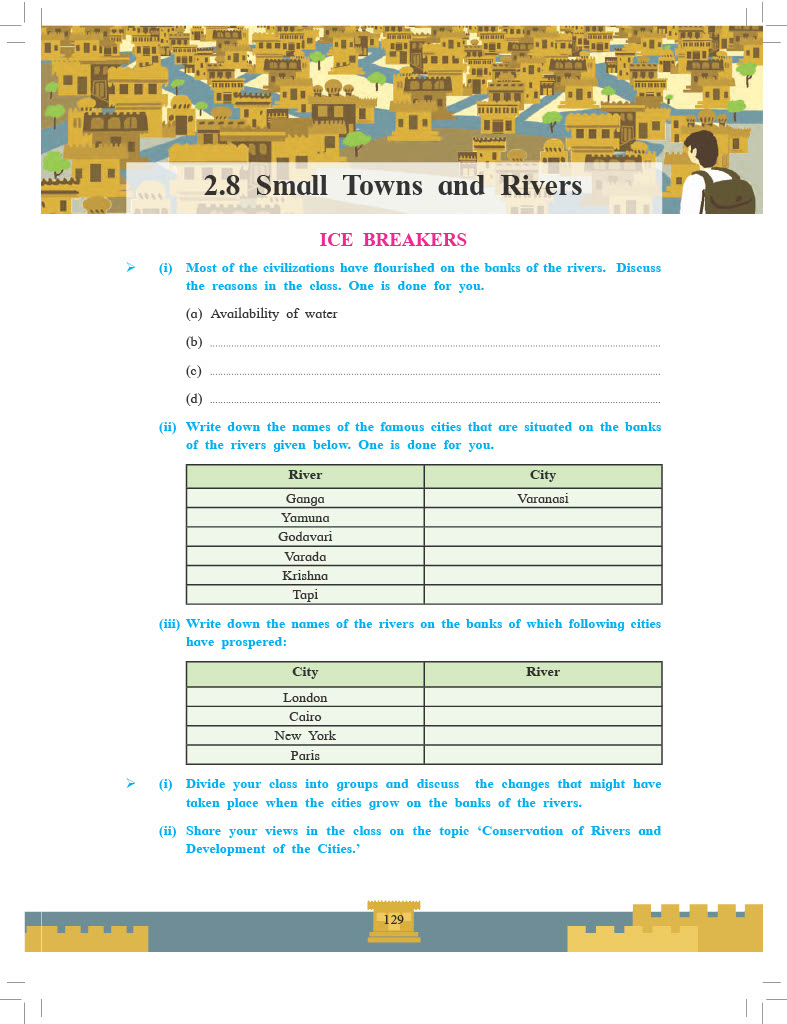 2.8 Small Towns and Rivers
ICE BREAKERS
➢ (i) Most of the civilizations have flourished on the banks of the rivers. Discuss
the reasons in the class. One is done for you.
(a) Availability of water
(b) ................................................................
(c) ................................................................
(d) ................................................................
(ii) Write down the names of the famous cities that are situated on the banks
of the rivers given below. One is done for you.
River City
Ganga Varanasi
Yamuna
Godavari
Varada
Krishna
Tapi
(iii) Write down the names of the rivers on the banks of which following cities
have prospered:
City River
London
Cairo
New York
Paris
➢ (i) Divide your class into groups and discuss the changes that might have
taken place when the cities grow on the banks of the rivers.
(ii) Share your views in the class on the topic ‘Conservation of Rivers and
Development of the Cities.’
129